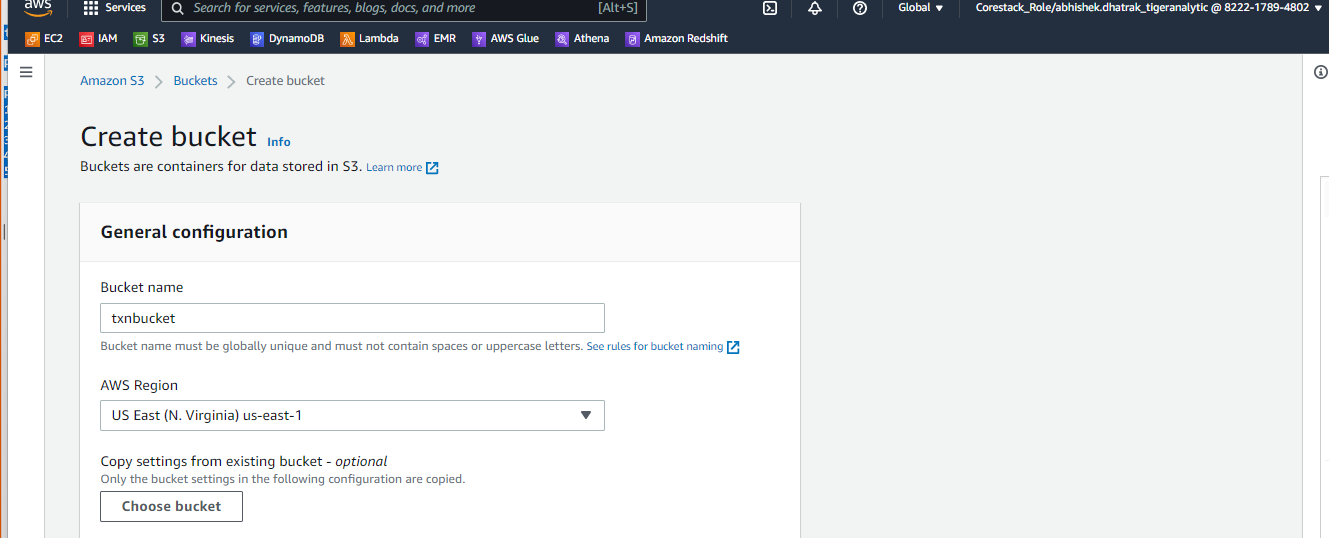 aws Services Search for services, features, blogs, docs, and more [Alt+S] Global Corestack_Role/abhishek.dhatrak_tigeranalytic @ 8222-1789-4802
EC2 IAM S3 Kinesis DynamoDB Lambda EMR AWS Glue Athena Amazon Redshift
Amazon S3 Buckets Create bucket
Create bucket Info
Buckets are containers for data stored in S3. Learn more
General configuration
Bucket name
txnbucket
Bucket name must be globally unique and must not contain spaces or uppercase letters. See rules for bucket naming
AWS Region
US East (N. Virginia) us-east-1
Copy settings from existing bucket - optional
Only the bucket settings in the following configuration are copied.
Choose bucket